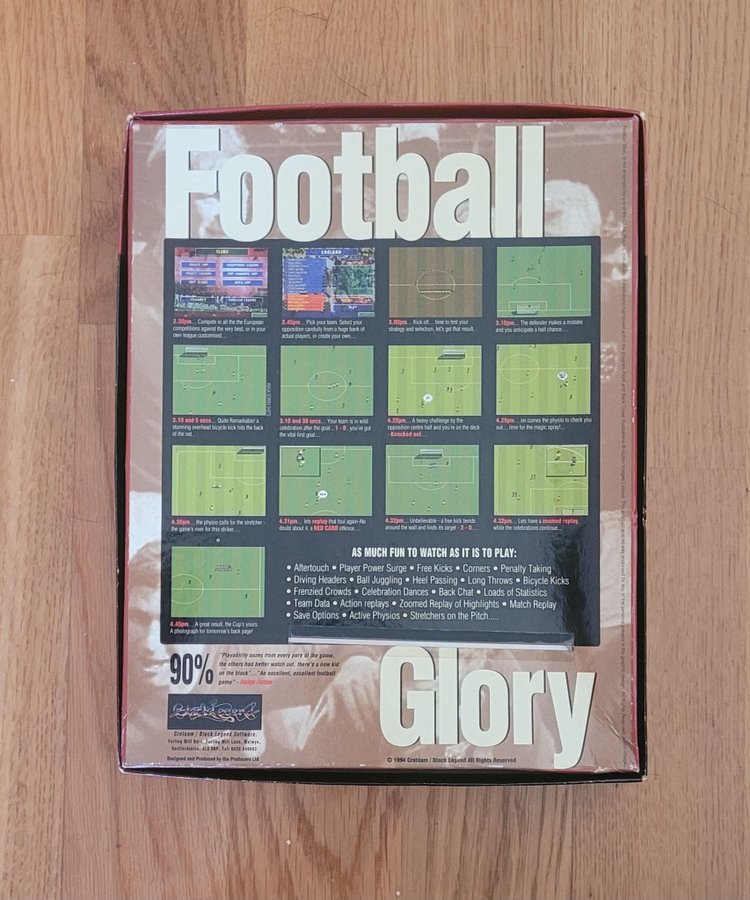 Football
2.30pm... Compete in all the the European
competitions against the very best, or in your
own league customised...
2.45pm... Pick your team, Select your
opposition carefully from a huge bank of
actual players, or create your own....
3.00pm... Kick off... time to test your
strategy and selection, let's get that result...
3.10pm... The defender makes a mistake
and you anticipate a half chance....
3.10 and 5 secs... Quite Remarkable! a
stunning overhead bicycle kick hits the back
of the net...
3.10 and 30 secs... Your team is in wild
celebration after the goal....1 - 0, you've got
the vital first goal....
4.20pm... A heavy challenge by the
opposition centre half and you're on the deck
- Knocked out....
4.25pm... on comes the physio to check you
out....time for the magic spray!...
4.30pm... the physio calls for the stretcher -
the game's over for this striker....
4.31pm... lets replay that foul again-No
doubt about it, a RED CARD offence....
4.32pm... Unbelievable - a free kick bends
around the wall and finds its target - 2 - 0...
4.32pm... Lets have a zoomed replay,
while the celebrations continue...
4.45pm... A great result, the Cup's yours.
A photograph for tomorrow's back page!
AS MUCH FUN TO WATCH AS IT IS TO PLAY:
• Aftertouch • Player Power Surge • Free Kicks • Corners • Penalty Taking
• Diving Headers • Ball Juggling • Heel Passing • Long Throws • Bicycle Kicks
• Frenzied Crowds • Celebration Dances • Back Chat • Loads of Statistics
• Team Data • Action replays • Zoomed Replay of Highlights • Match Replay
• Save Options • Active Physios • Stretchers on the Pitch.....
90%
"Playability oozes from every pore of the game,
the others had better watch out, there's a new kid
on the block"...."An excellent, excellent football
game" - Amiga Action
Glory
Croteam / Black Legend Software.
Designed and Produced by the Producers Ltd
© 1994 Croteam / Black Legend All Rights Reserved